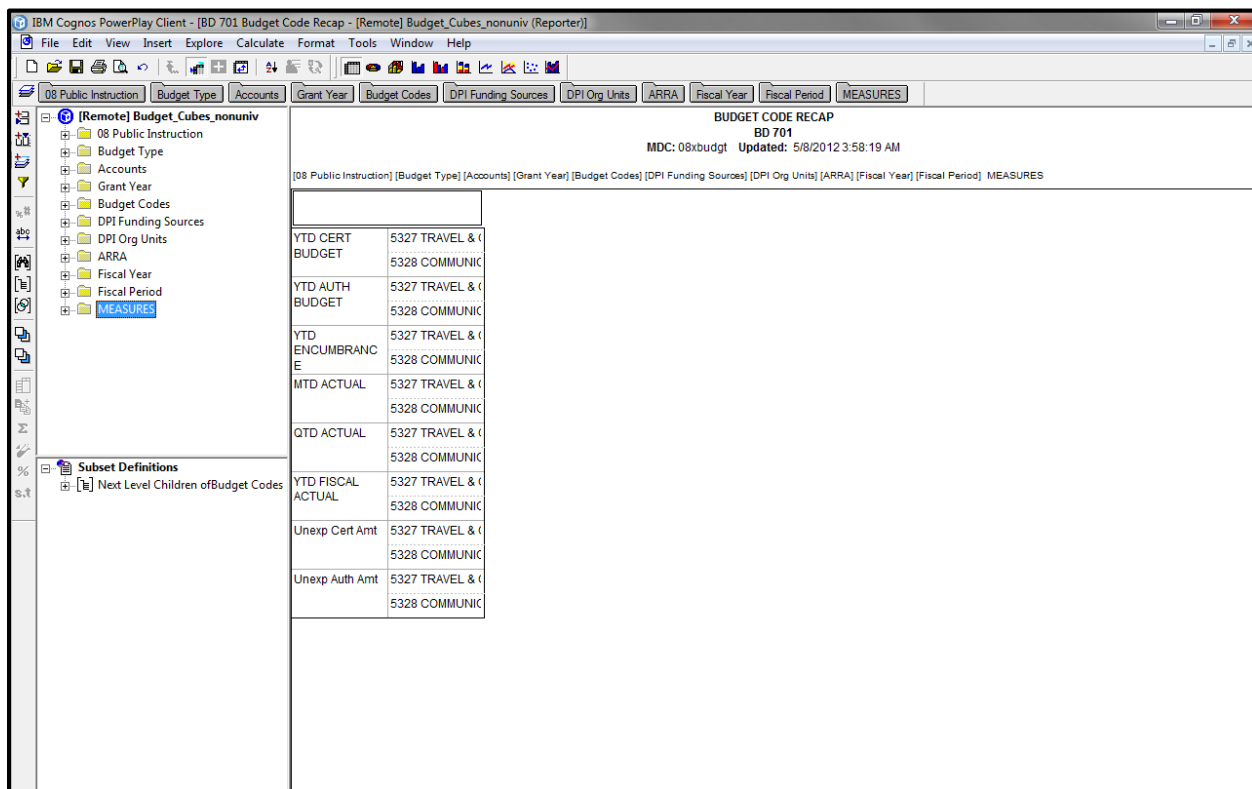 IBM Cognos PowerPlay Client - [BD 701 Budget Code Recap - [Remote] Budget_Cubes_nonuniv (Reporter)]
File Edit View Insert Explore Calculate Format Tools Window Help
08 Public Instruction Budget Type Accounts Grant Year Budget Codes DPI Funding Sources DPI Org Units ARRA Fiscal Year Fiscal Period MEASURES
[Remote] Budget_Cubes_nonuniv
08 Public Instruction
Budget Type
Accounts
Grant Year
Budget Codes
DPI Funding Sources
DPI Org Units
ARRA
Fiscal Year
Fiscal Period
MEASURES
Subset Definitions
Next Level Children ofBudget Codes
BUDGET CODE RECAP
BD 701
MDC: 08xbudgt Updated: 5/8/2012 3:58:19 AM
[08 Public Instruction] [Budget Type] [Accounts] [Grant Year] [Budget Codes] [DPI Funding Sources] [DPI Org Units] [ARRA] [Fiscal Year] [Fiscal Period] MEASURES
YTD CERT 5327 TRAVEL & (
BUDGET
5328 COMMUNIC
YTD AUTH 5327 TRAVEL & (
BUDGET
5328 COMMUNIC
YTD 5327 TRAVEL & (
ENCUMBRANC
5328 COMMUNIC
E
MTD ACTUAL 5327 TRAVEL & (
5328 COMMUNIC
QTD ACTUAL 5327 TRAVEL & (
5328 COMMUNIC
YTD FISCAL 5327 TRAVEL & (
ACTUAL
5328 COMMUNIC
Unexp Cert Amt 5327 TRAVEL & (
5328 COMMUNIC
Unexp Auth Amt 5327 TRAVEL & (
5328 COMMUNIC